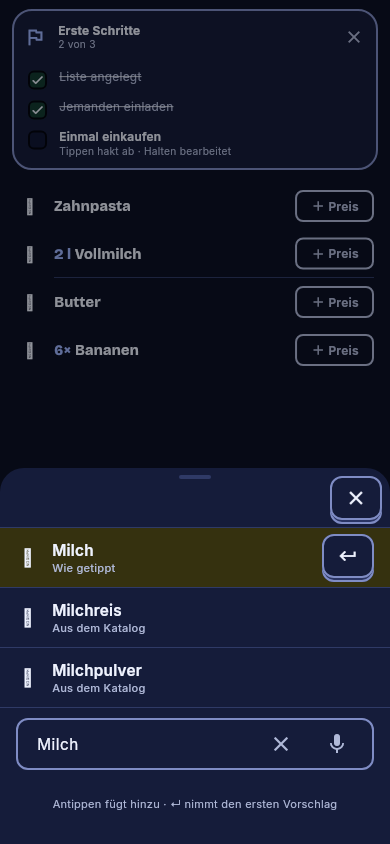 Erste Schritte
2 von 3
Liste angelegt
Jemanden einladen
Einmal einkaufen
Tippen hakt ab · Halten bearbeitet
Zahnpasta
+ Preis
2 l Vollmilch
+ Preis
Butter
+ Preis
6× Bananen
+ Preis
Milch
Wie getippt
Milchreis
Aus dem Katalog
Milchpulver
Aus dem Katalog
Milch
Antippen fügt hinzu · ↵ nimmt den ersten Vorschlag